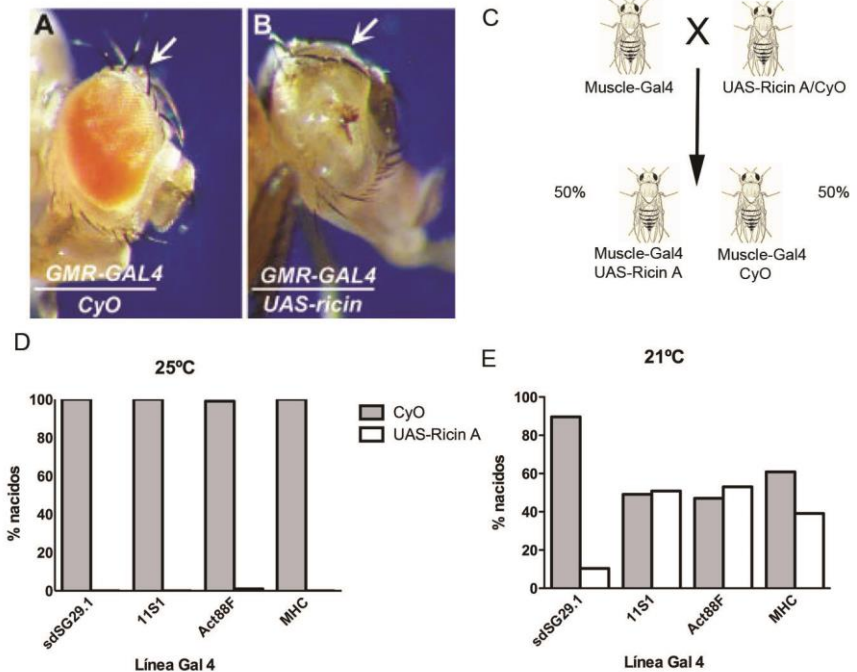 A
GMR-GAL4
CyO
B
GMR-GAL4
UAS-ricin
C
X
Muscle-Gal4
UAS-Ricin A/CyO
50%
50%
Muscle-Gal4
UAS-Ricin A
Muscle-Gal4
CyO
D
25ºC
% nacidos
100
80
60
40
20
0
sdSG29.1
11S1
Act88F
MHC
Línea Gal 4
CyO
UAS-Ricin A
E
21ºC
% nacidos
100
80
60
40
20
0
sdSG29.1
11S1
Act88F
MHC
Línea Gal 4